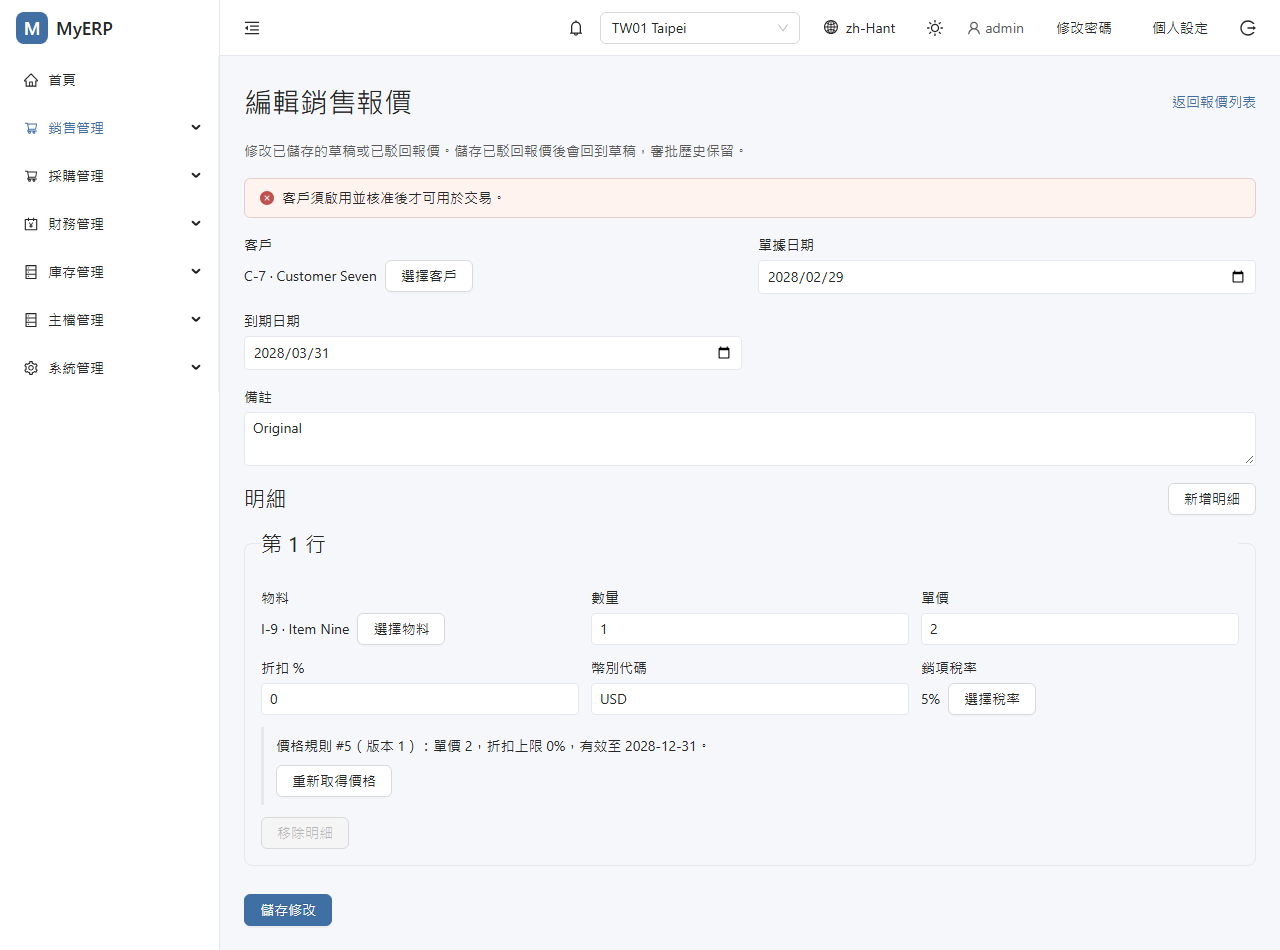 M MyERP
TW01 Taipei
zh-Hant
admin
修改密碼
個人設定
首頁
銷售管理
採購管理
財務管理
庫存管理
主檔管理
系統管理
編輯銷售報價
返回報價列表
修改已儲存的草稿或已駁回報價。儲存已駁回報價後會回到草稿，審批歷史保留。
客戶須啟用並核准後才可用於交易。
客戶
C-7 · Customer Seven
選擇客戶
單據日期
2028/02/29
到期日期
2028/03/31
備註
Original
明細
新增明細
第 1 行
物料
I-9 · Item Nine
選擇物料
數量
1
單價
2
折扣 %
0
幣別代碼
USD
銷項稅率
5%
選擇稅率
價格規則 #5（版本 1）：單價 2，折扣上限 0%，有效至 2028-12-31。
重新取得價格
移除明細
儲存修改